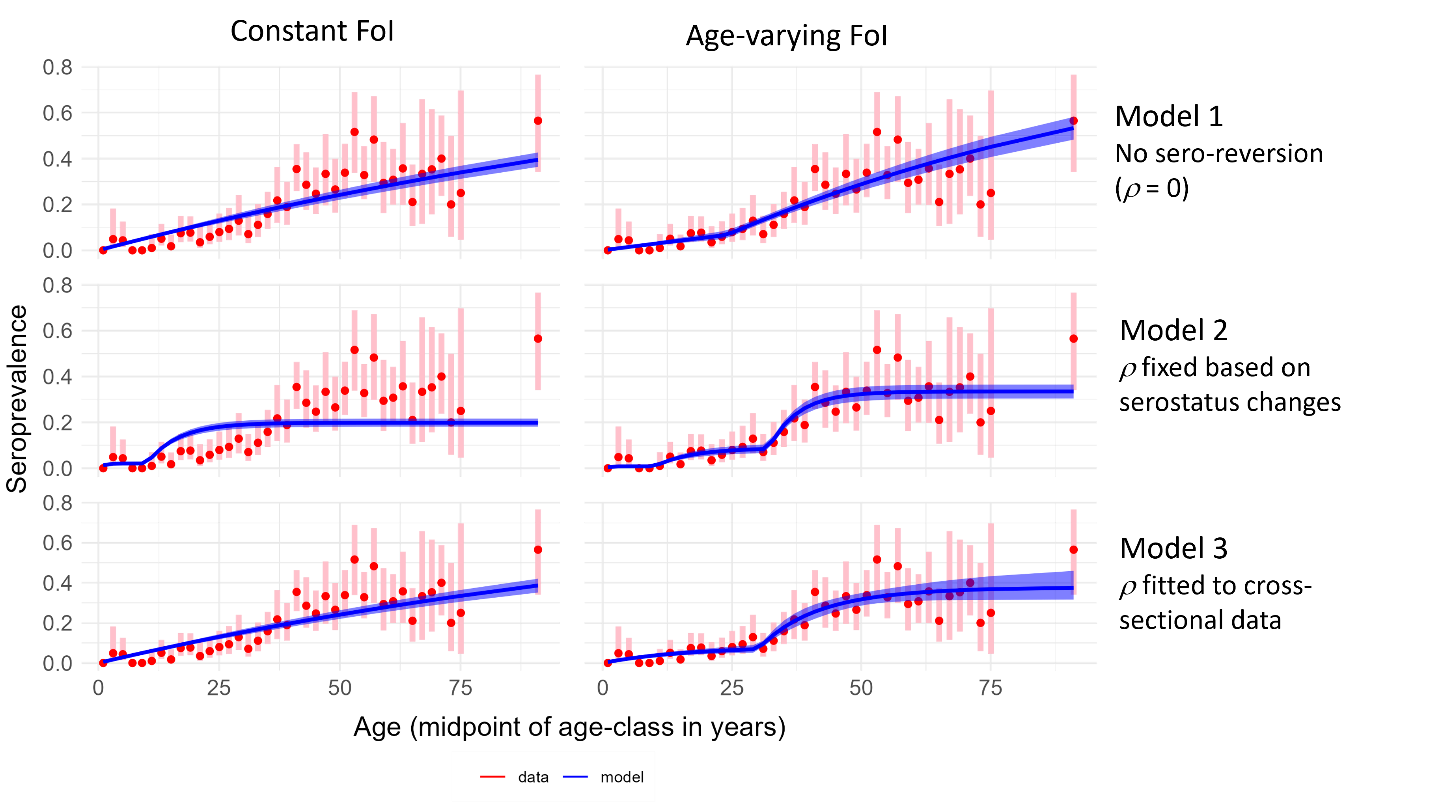 Constant FoI
Age-varying FoI
0.8
0.6
0.4
0.2
0.0
Model 1
No sero-reversion
(ρ = 0)
Seroprevalence
0.8
0.6
0.4
0.2
0.0
Model 2
ρ fixed based on
serostatus changes
0.8
0.6
0.4
0.2
0.0
Model 3
ρ fitted to cross-
sectional data
0 25 50 75
0 25 50 75
Age (midpoint of age-class in years)
data model